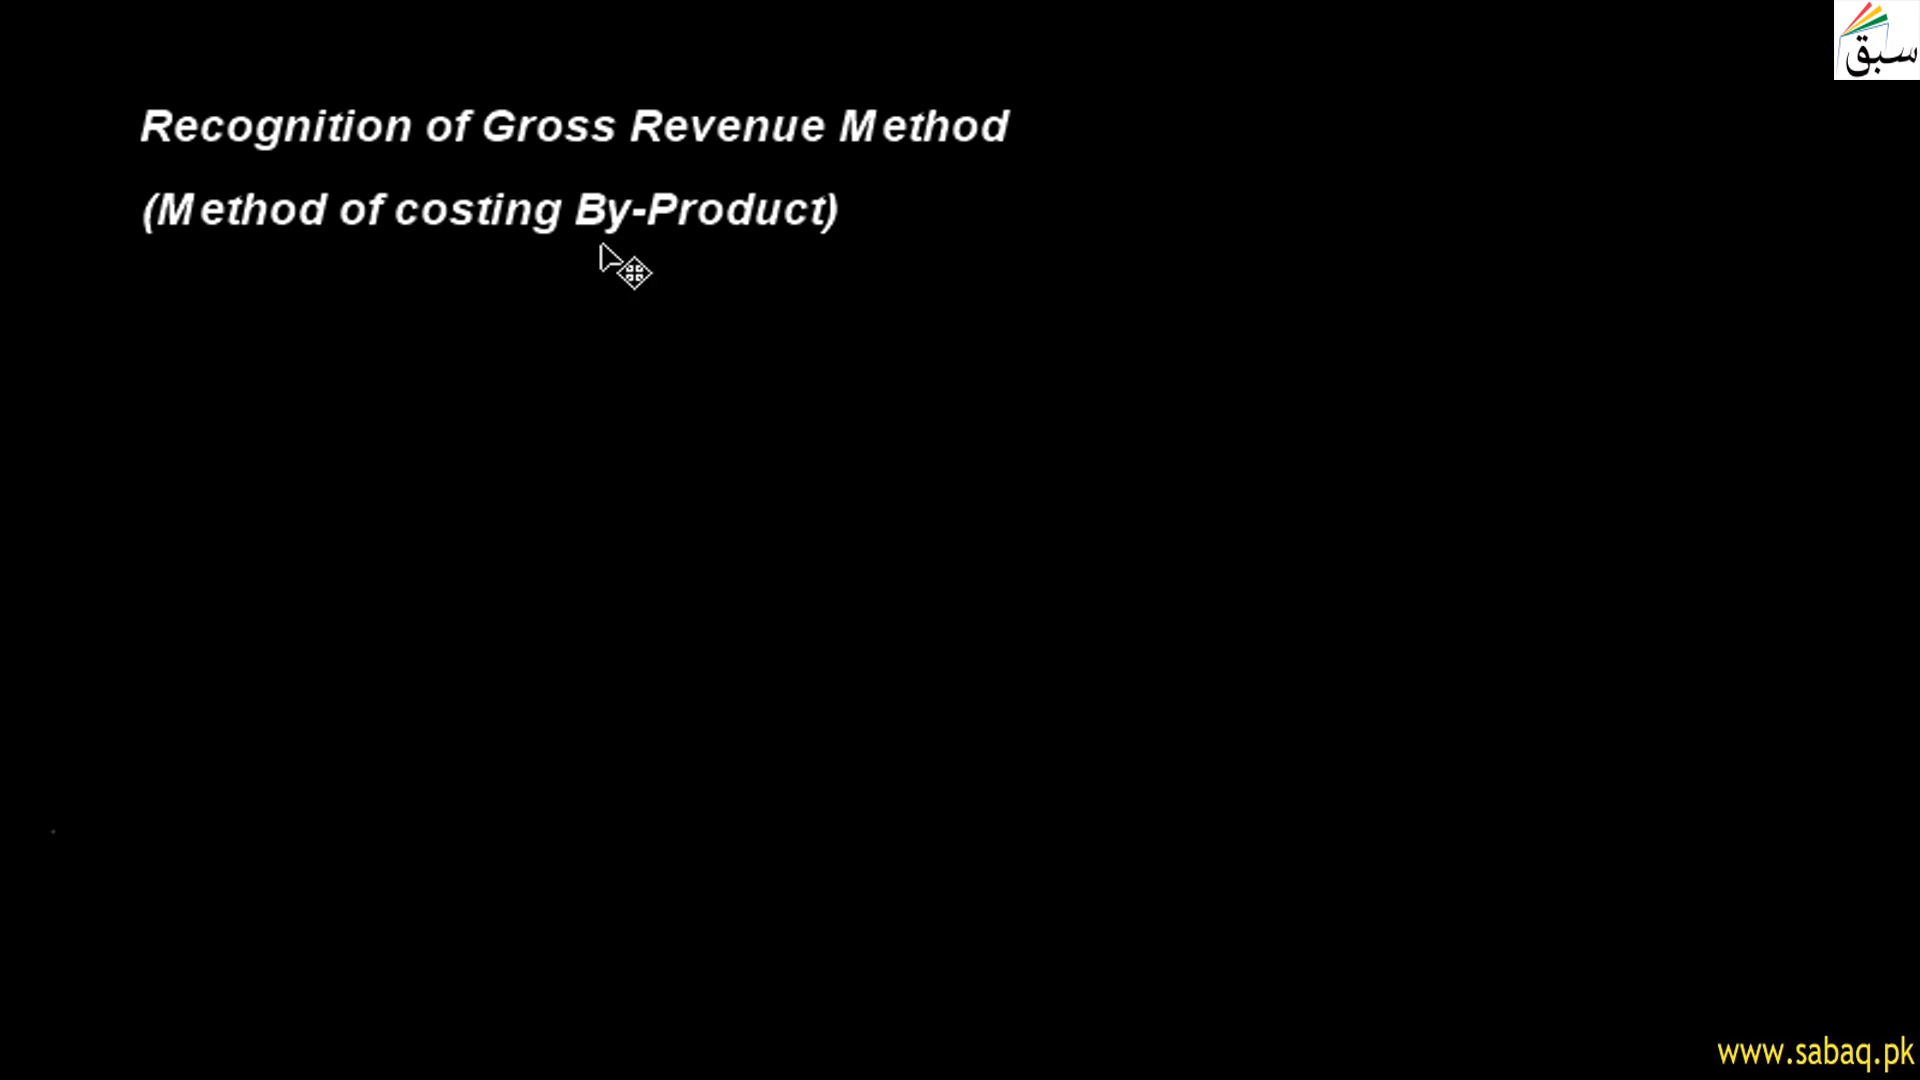 سبق
Recognition of Gross Revenue Method
(Method of costing By-Product)
www.sabaq.pk